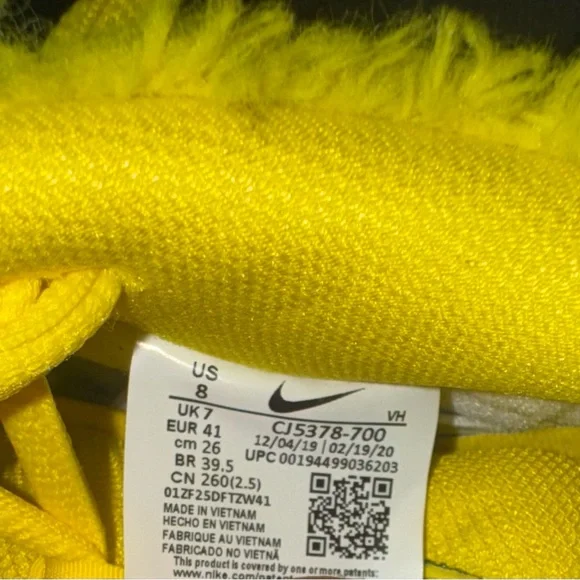 US
8
VH
UK 7
CJ5378-700
EUR 41
12/04/19 | 02/19/20
cm 26
UPC 00194499036203
BR 39.5
CN 260(2.5)
01ZF25DFTZW41
MADE IN VIETNAM
HECHO EN VIETNAM
FABRIQUE AU VIETNAM
FABRICADO NO VIETNÃ
This product is covered by one or more patents